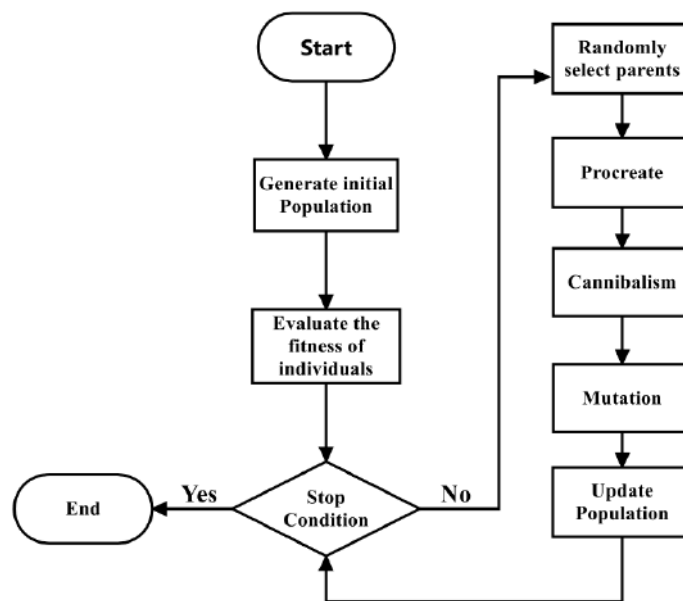 Start
Generate initial
Population
Evaluate the
fitness of
individuals
Stop
Condition
Yes
End
No
Randomly
select parents
Procreate
Cannibalism
Mutation
Update
Population